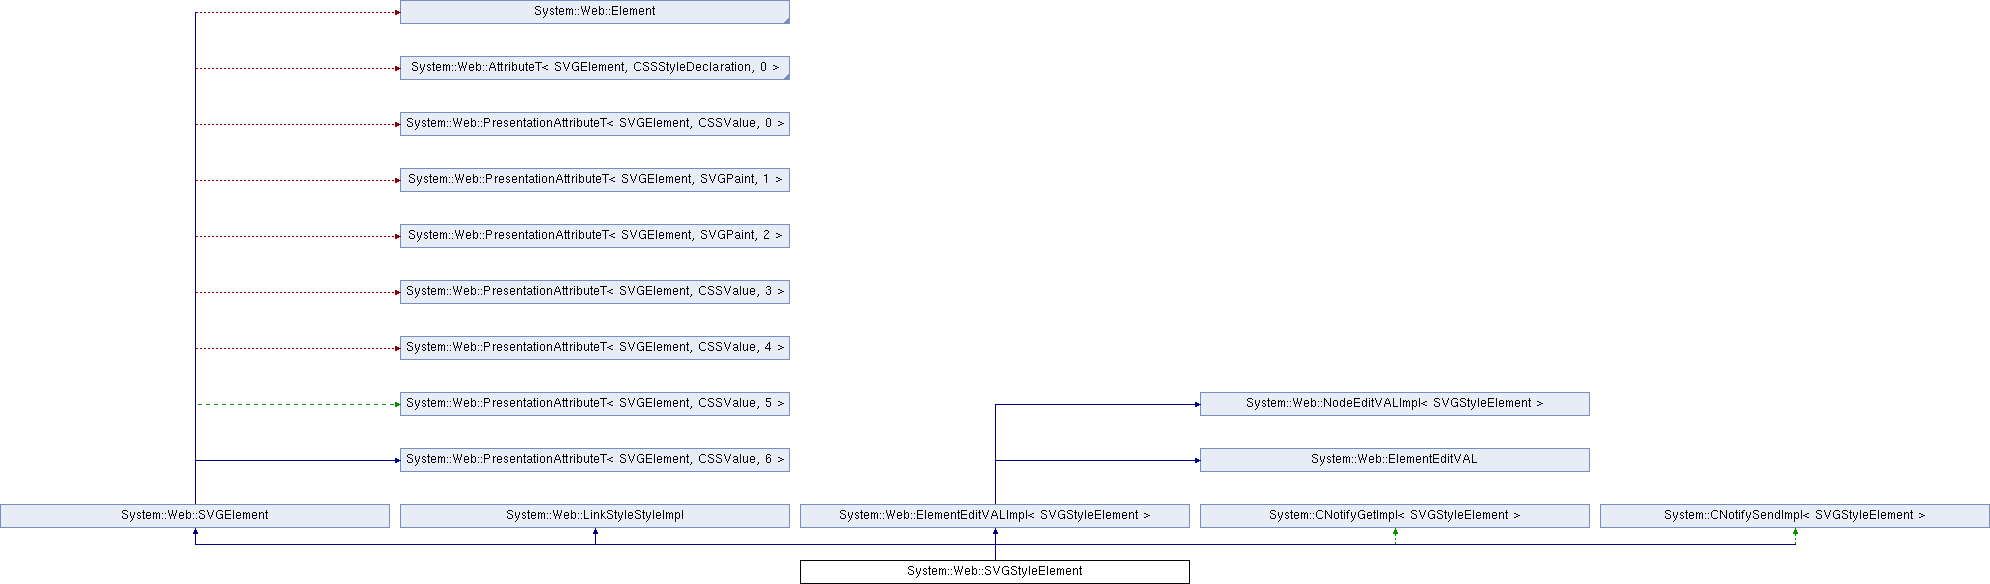 System::Web::Element
System::Web::AttributeT< SVGElement, CSSStyleDeclaration, 0 >
System::Web::PresentationAttributeT< SVGElement, CSSValue, 0 >
System::Web::PresentationAttributeT< SVGElement, SVGPaint, 1 >
System::Web::PresentationAttributeT< SVGElement, SVGPaint, 2 >
System::Web::PresentationAttributeT< SVGElement, CSSValue, 3 >
System::Web::PresentationAttributeT< SVGElement, CSSValue, 4 >
System::Web::PresentationAttributeT< SVGElement, CSSValue, 5 >
System::Web::NodeEditVALImpl< SVGStyleElement >
System::Web::PresentationAttributeT< SVGElement, CSSValue, 6 >
System::Web::ElementEditVAL
System::Web::SVGElement
System::Web::LinkStyleStyleImpl
System::Web::ElementEditVALImpl< SVGStyleElement >
System::CNotifyGetImpl< SVGStyleElement >
System::CNotifySendImpl< SVGStyleElement >
System::Web::SVGStyleElement